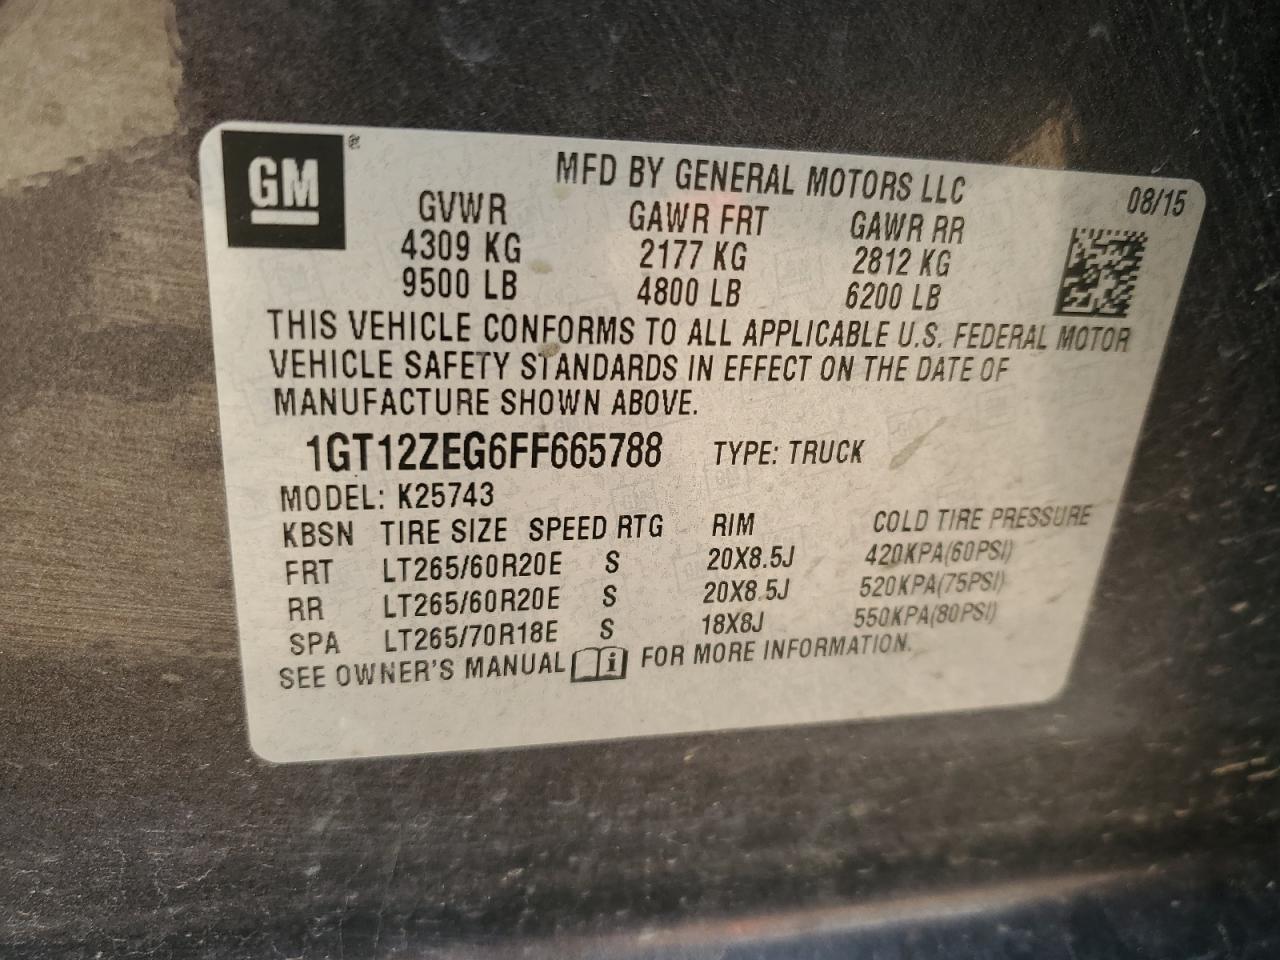 GM ®
MFD BY GENERAL MOTORS LLC
08/15
GVWR GAWR FRT GAWR RR
4309 KG 2177 KG 2812 KG
9500 LB 4800 LB 6200 LB
THIS VEHICLE CONFORMS TO ALL APPLICABLE U.S. FEDERAL MOTOR
VEHICLE SAFETY STANDARDS IN EFFECT ON THE DATE OF
MANUFACTURE SHOWN ABOVE.
1GT12ZEG6FF665788 TYPE: TRUCK
MODEL: K25743
KBSN TIRE SIZE SPEED RTG RIM COLD TIRE PRESSURE
FRT LT265/60R20E S 20X8.5J 420KPA(60PSI)
RR LT265/60R20E S 20X8.5J 520KPA(75PSI)
SPA LT265/70R18E S 18X8J 550KPA(80PSI)
SEE OWNER'S MANUAL i FOR MORE INFORMATION.